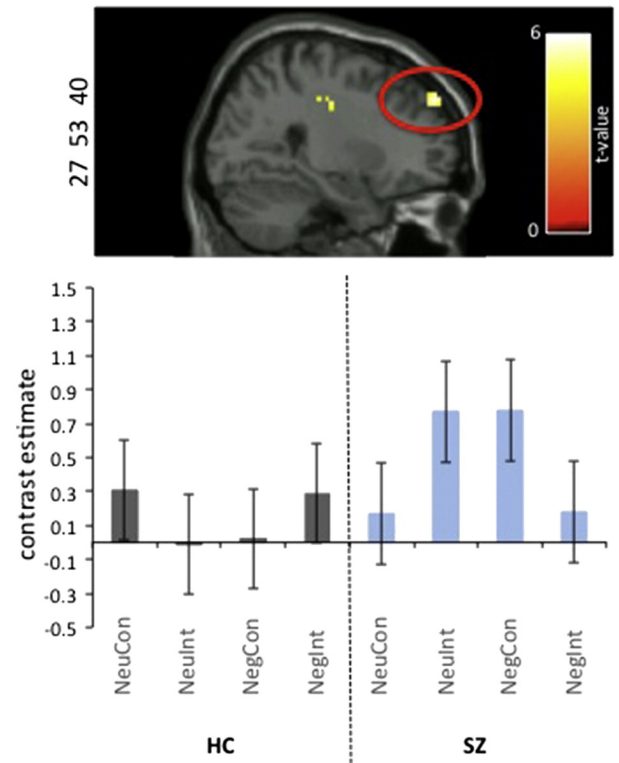 6
27 53 40
t-value
0
1.5
1.3
1.1
0.9
0.7
0.5
0.3
0.1
-0.1
-0.3
-0.5
contrast estimate
NeuCon
NeuInt
NegCon
NegInt
NeuCon
NeuInt
NegCon
NegInt
HC
SZ